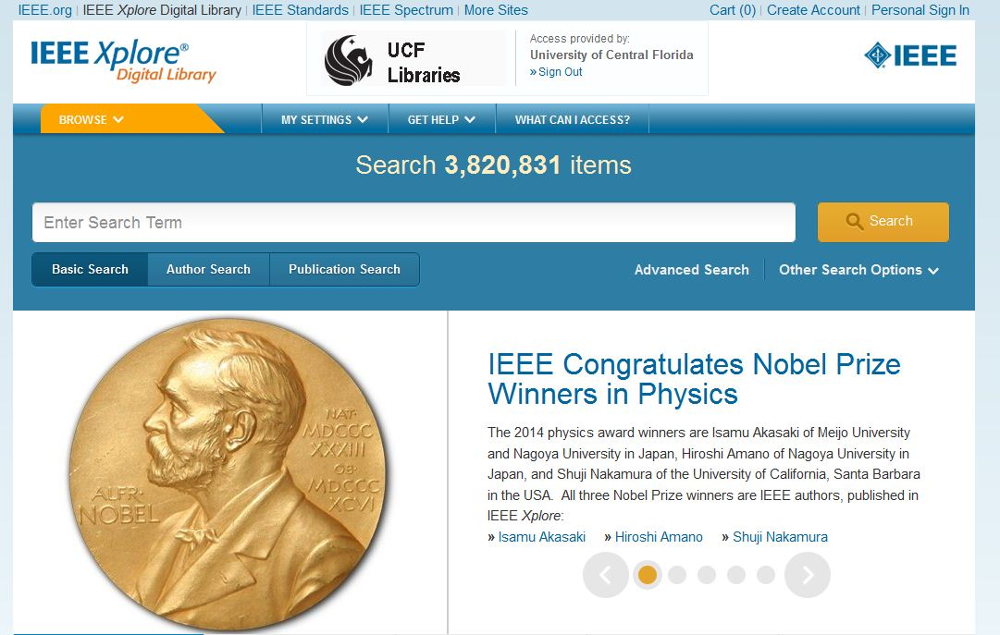 IEEE.org | IEEE Xplore Digital Library | IEEE Standards | IEEE Spectrum | More Sites
Cart (0) | Create Account | Personal Sign In
IEEE Xplore®
Digital Library
UCF
Libraries
Access provided by:
University of Central Florida
» Sign Out
IEEE
BROWSE
MY SETTINGS
GET HELP
WHAT CAN I ACCESS?
Search 3,820,831 items
Enter Search Term
Search
Basic Search
Author Search
Publication Search
Advanced Search
Other Search Options
ALFR·
NOBEL
NAT·
MDCCC
XXXIII
OB·
MDCCC
XCVI
IEEE Congratulates Nobel Prize
Winners in Physics
The 2014 physics award winners are Isamu Akasaki of Meijo University
and Nagoya University in Japan, Hiroshi Amano of Nagoya University in
Japan, and Shuji Nakamura of the University of California, Santa Barbara
in the USA.  All three Nobel Prize winners are IEEE authors, published in
IEEE Xplore:
» Isamu Akasaki » Hiroshi Amano » Shuji Nakamura